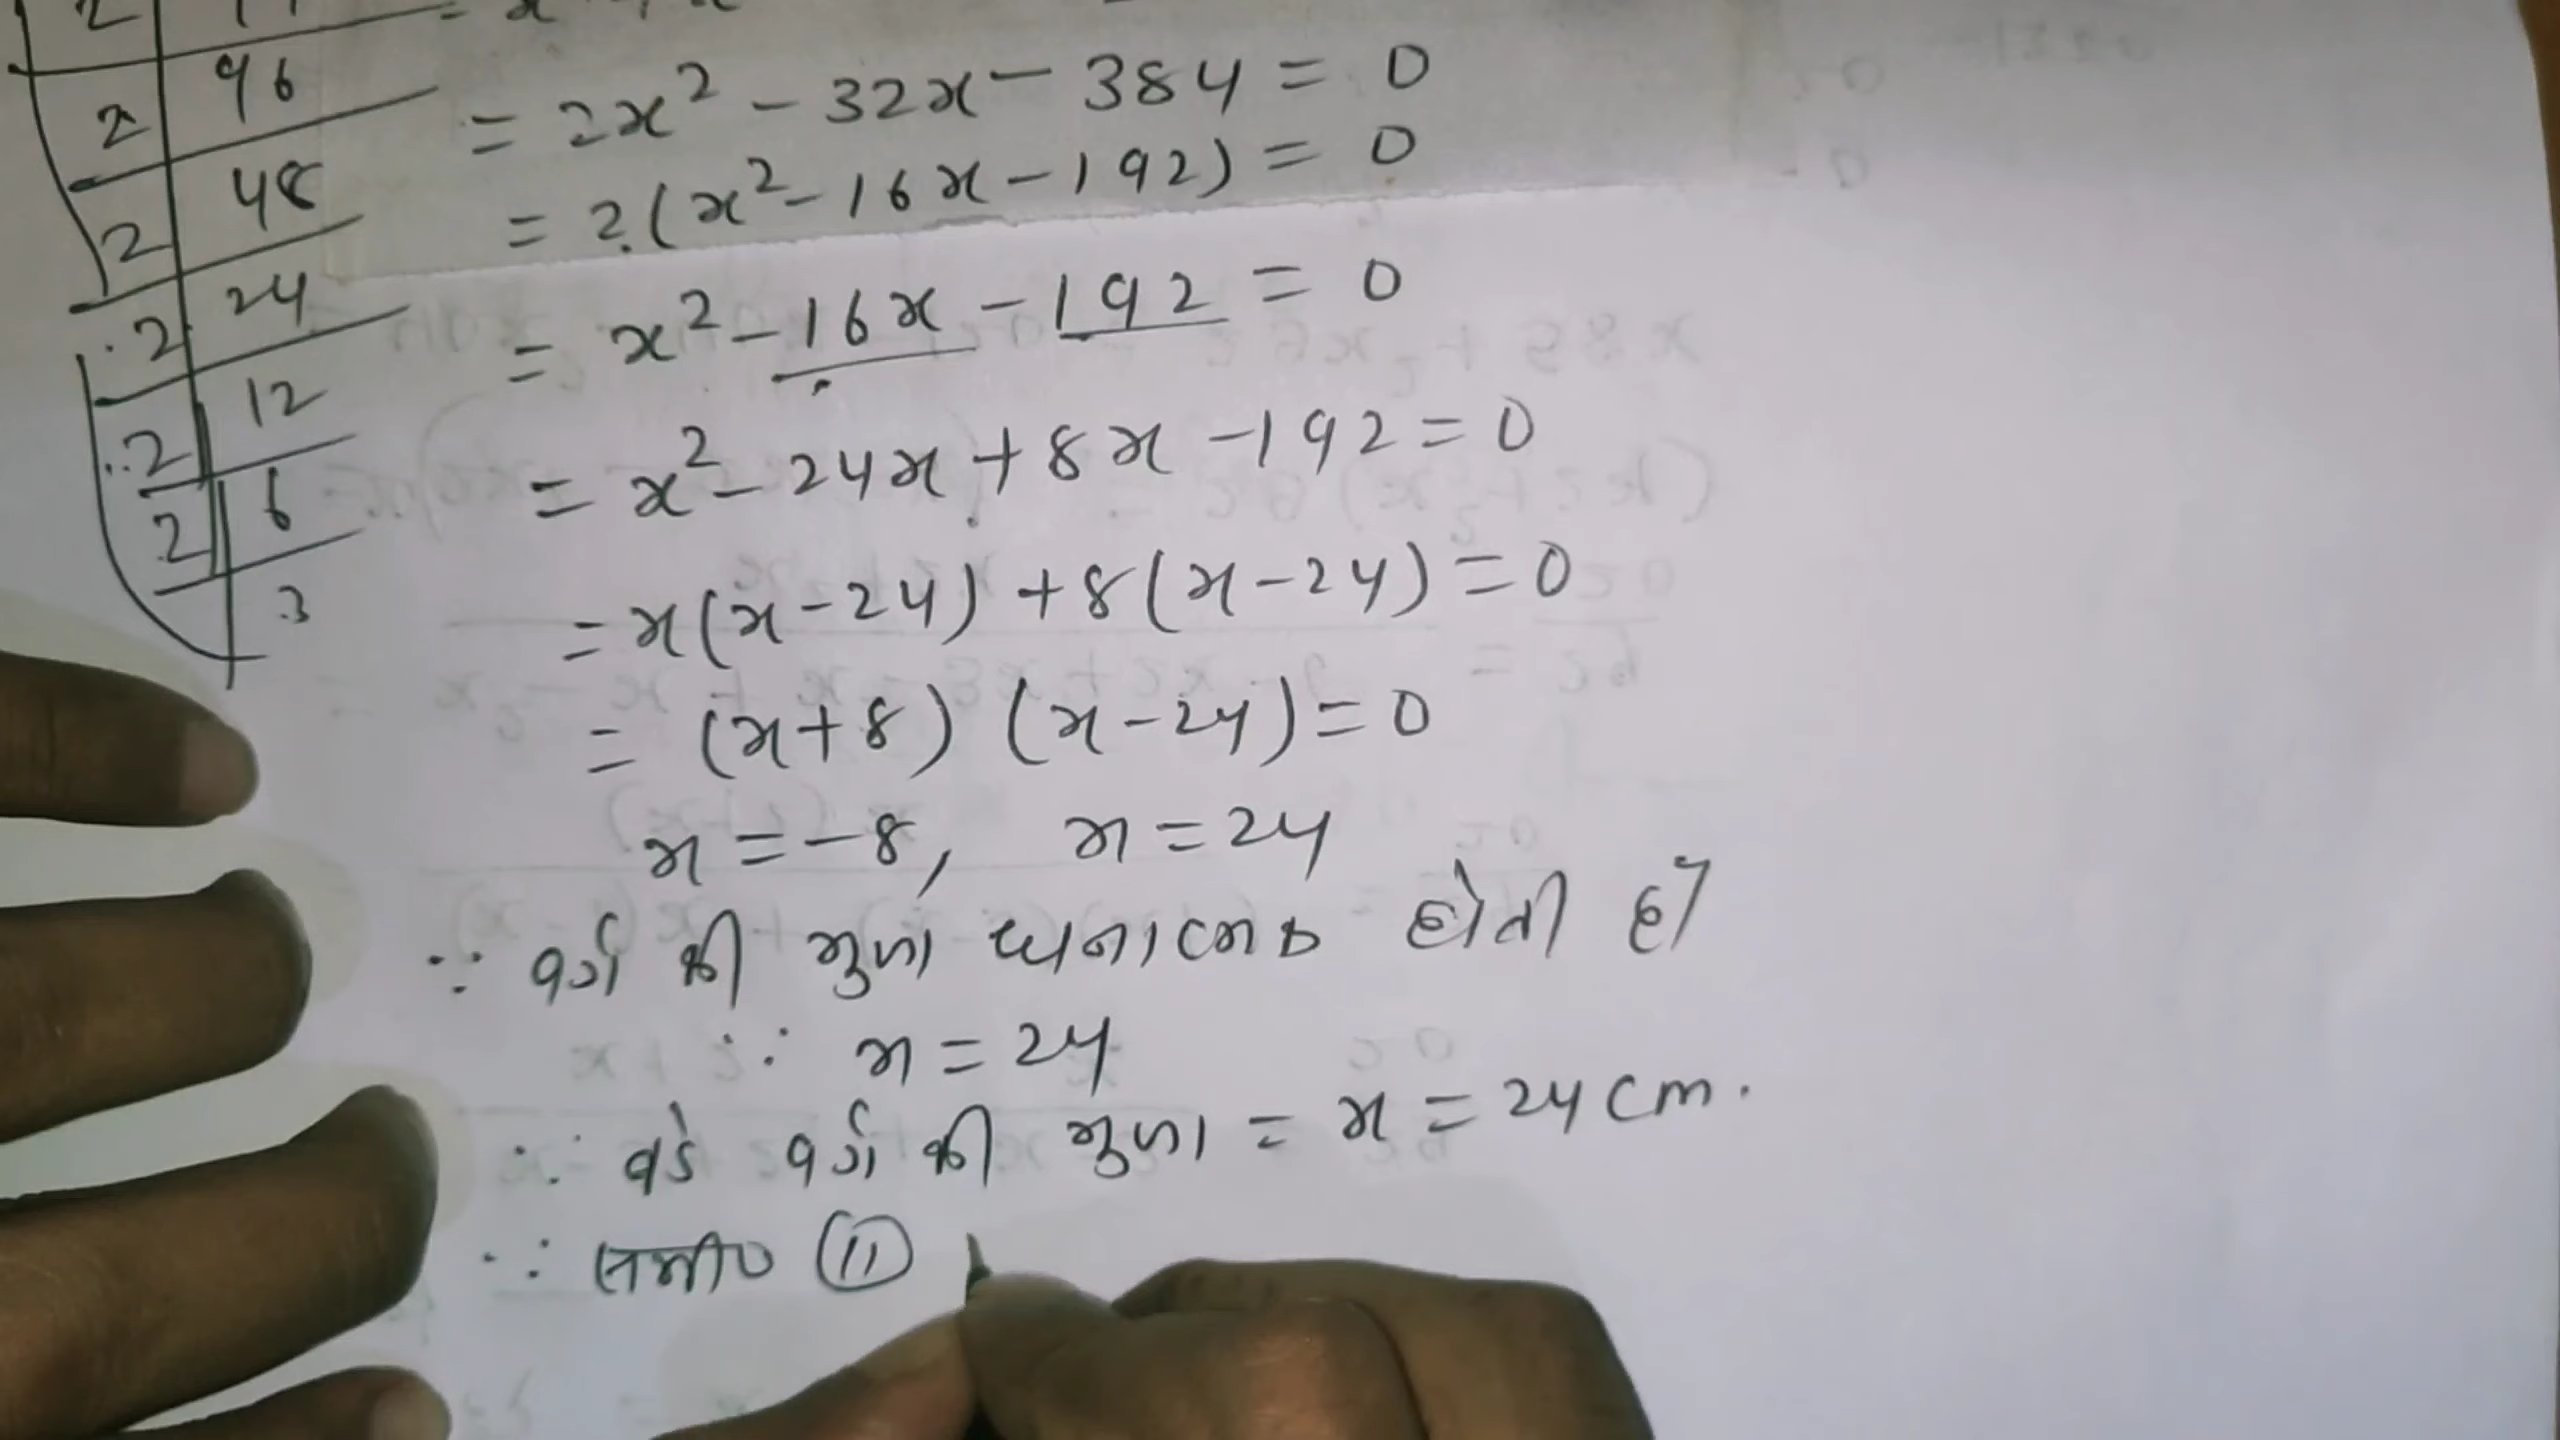 2 | 96
2 | 48
2 | 24
2 | 12
2 | 6
3
= 2x² - 32x - 384 = 0
= 2(x² - 16x - 192) = 0
= x² - 16x - 192 = 0
= x² - 24x + 8x - 192 = 0
= x(x - 24) + 8(x - 24) = 0
= (x + 8) (x - 24) = 0
x = -8, x = 24
∵ वर्ग की भुजा धनात्मक होती है
∵ x = 24
∵ बडे वर्ग की भुजा = x = 24 cm.
∵ समी० (ii)